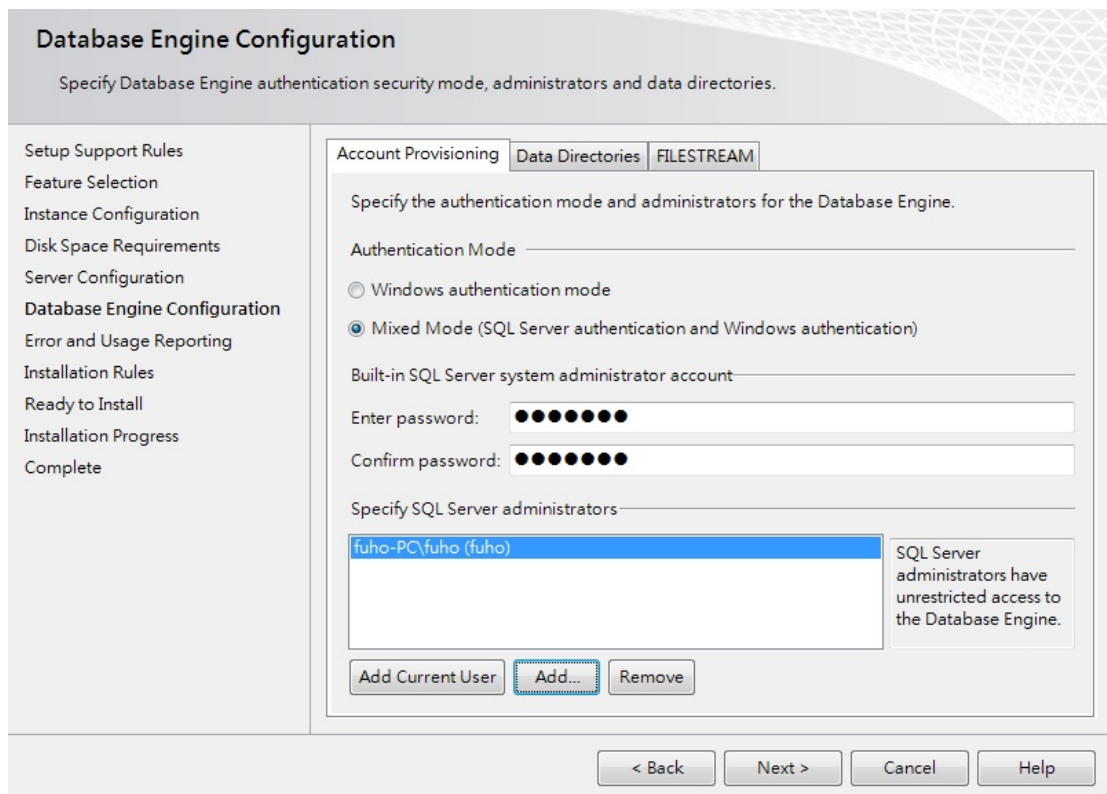 Database Engine Configuration
Specify Database Engine authentication security mode, administrators and data directories.
Setup Support Rules
Feature Selection
Instance Configuration
Disk Space Requirements
Server Configuration
Database Engine Configuration
Error and Usage Reporting
Installation Rules
Ready to Install
Installation Progress
Complete
Account Provisioning Data Directories FILESTREAM
Specify the authentication mode and administrators for the Database Engine.
Authentication Mode
Windows authentication mode
Mixed Mode (SQL Server authentication and Windows authentication)
Built-in SQL Server system administrator account
Enter password: ●●●●●●●
Confirm password: ●●●●●●●
Specify SQL Server administrators
fuho-PC\fuho (fuho)
SQL Server
administrators have
unrestricted access to
the Database Engine.
Add Current User Add... Remove
< Back Next > Cancel Help